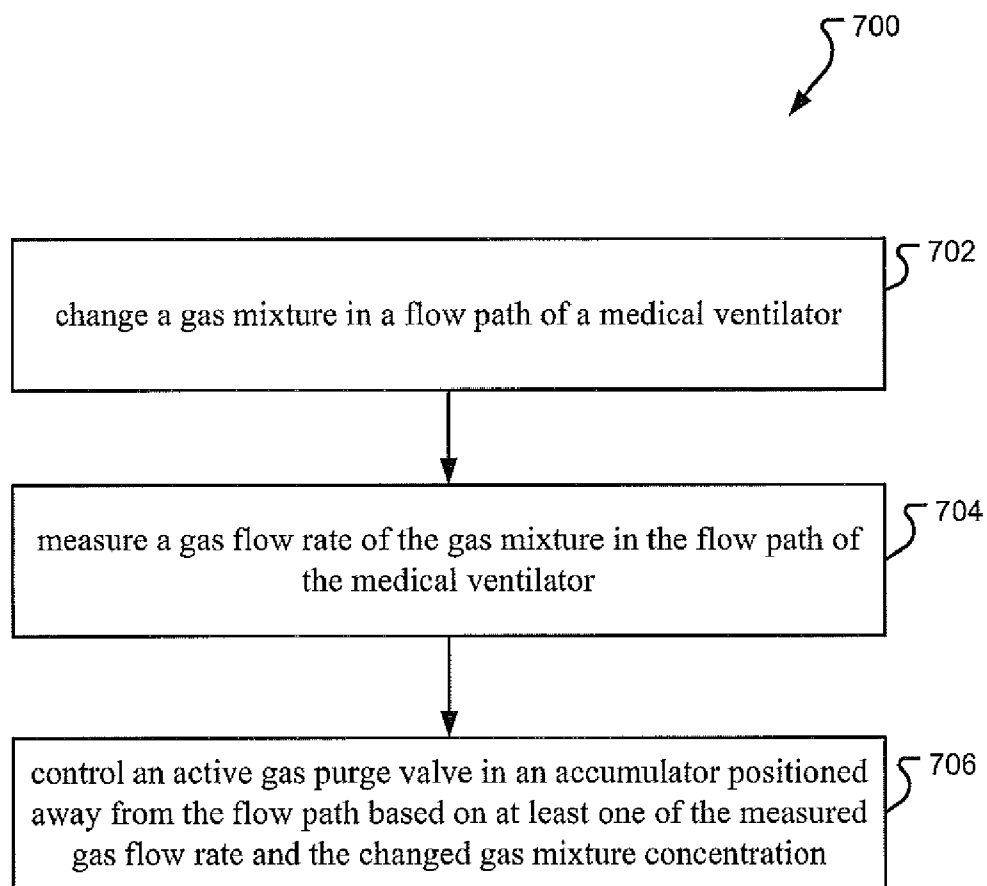 700
702
change a gas mixture in a flow path of a medical ventilator
704
measure a gas flow rate of the gas mixture in the flow path of
the medical ventilator
706
control an active gas purge valve in an accumulator positioned
away from the flow path based on at least one of the measured
gas flow rate and the changed gas mixture concentration